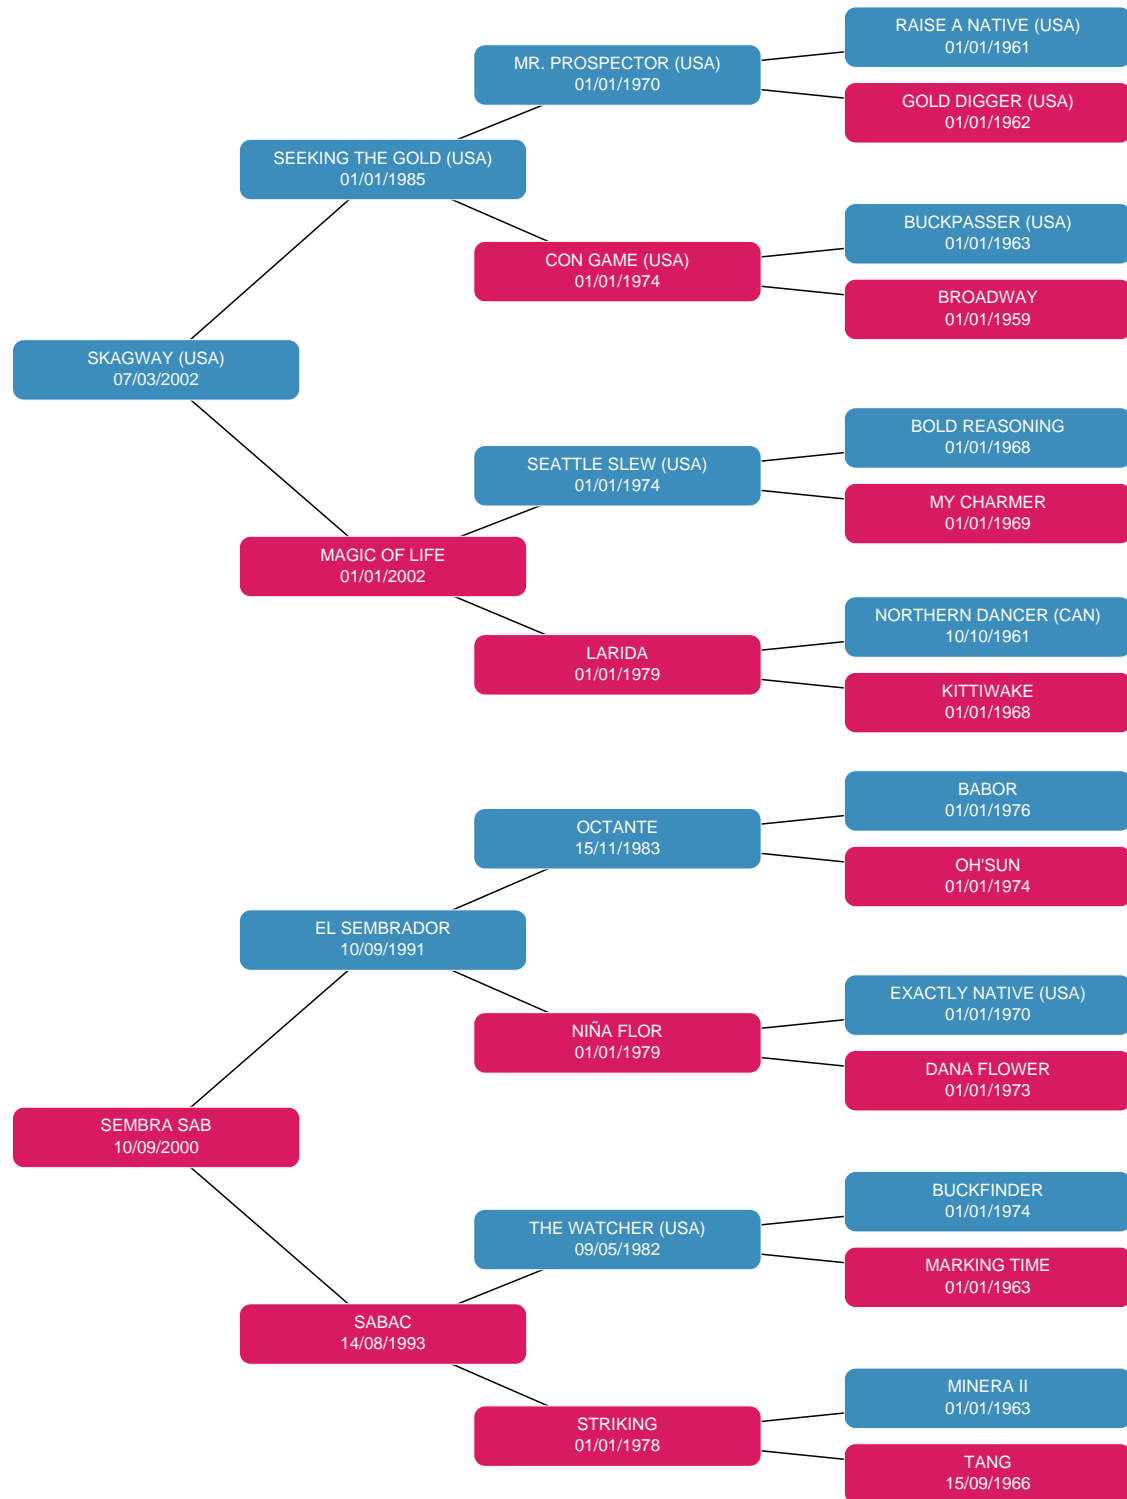 RAISE A NATIVE (USA)
01/01/1961
MR. PROSPECTOR (USA)
01/01/1970
GOLD DIGGER (USA)
01/01/1962
SEEKING THE GOLD (USA)
01/01/1985
BUCKPASSER (USA)
01/01/1963
CON GAME (USA)
01/01/1974
BROADWAY
01/01/1959
SKAGWAY (USA)
07/03/2002
BOLD REASONING
01/01/1968
SEATTLE SLEW (USA)
01/01/1974
MY CHARMER
01/01/1969
MAGIC OF LIFE
01/01/2002
NORTHERN DANCER (CAN)
10/10/1961
LARIDA
01/01/1979
KITTIWAKE
01/01/1968
BABOR
01/01/1976
OCTANTE
15/11/1983
OH'SUN
01/01/1974
EL SEMBRADOR
10/09/1991
EXACTLY NATIVE (USA)
01/01/1970
NIÑA FLOR
01/01/1979
DANA FLOWER
01/01/1973
SEMBRA SAB
10/09/2000
BUCKFINDER
01/01/1974
THE WATCHER (USA)
09/05/1982
MARKING TIME
01/01/1963
SABAC
14/08/1993
MINERA II
01/01/1963
STRIKING
01/01/1978
TANG
15/09/1966